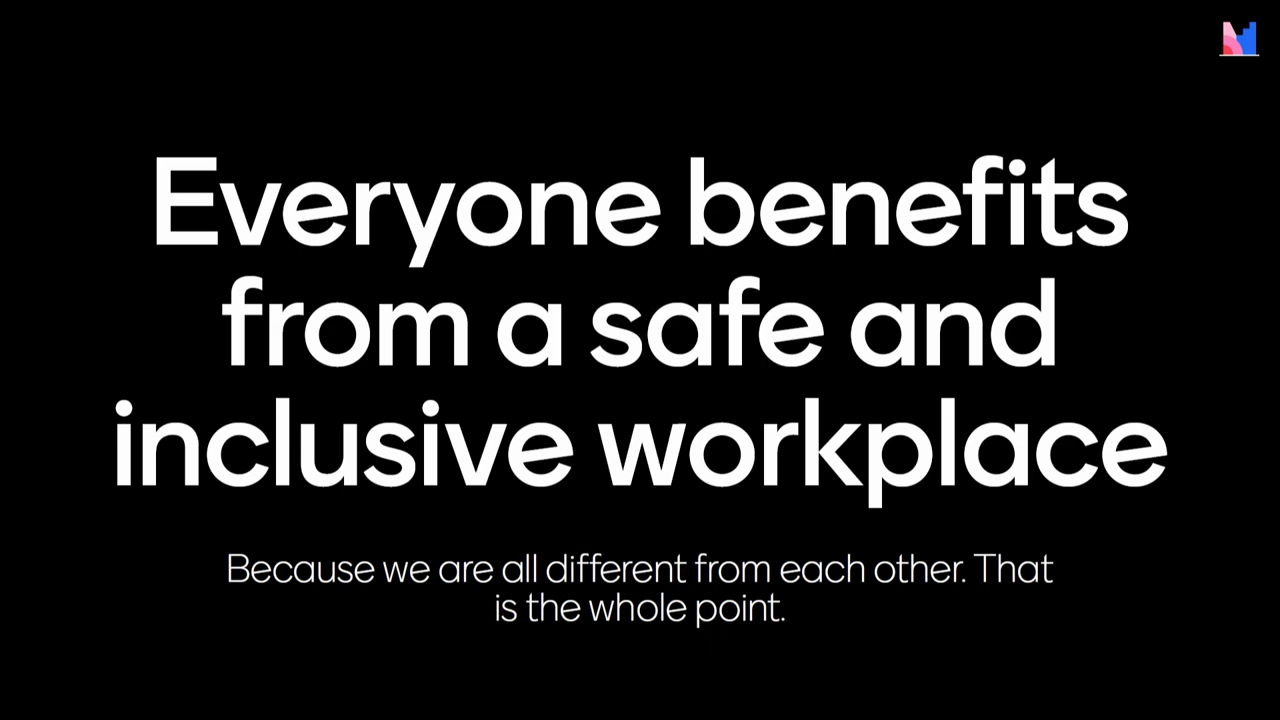 Everyone benefits
from a safe and
inclusive workplace
Because we are all different from each other. That
is the whole point.